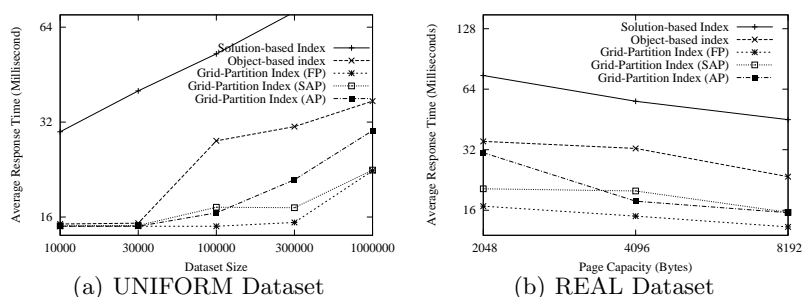 64
32
16
Average Response Time (Millisecond)
Solution-based Index
Object-based index
Grid-Partition Index (FP)
Grid-Partition Index (SAP)
Grid-Partition Index (AP)
10000 30000 100000 300000 1000000
Dataset Size
(a) UNIFORM Dataset
128
64
32
16
Average Response Time (Milliseconds)
Solution-based Index
Object-based Index
Grid-Partition Index (FP)
Grid-Partition Index (SAP)
Grid-Partition Index (AP)
2048 4096 8192
Page Capacity (Bytes)
(b) REAL Dataset